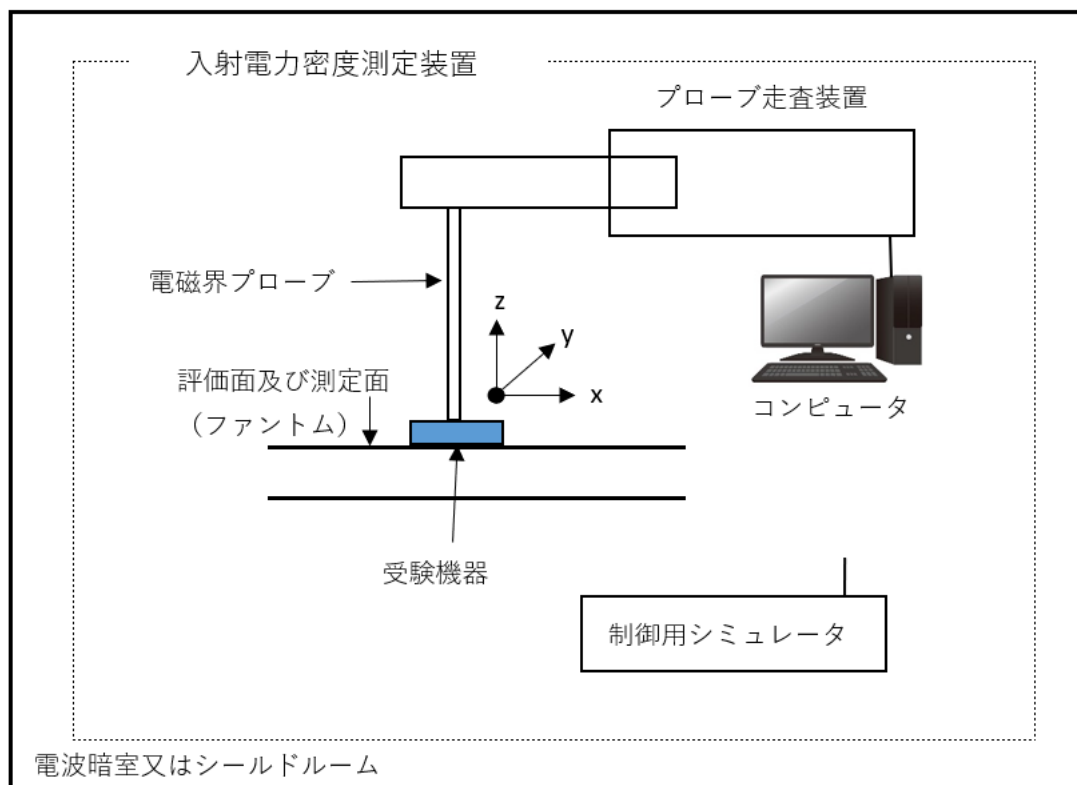 入射電力密度測定装置
プローブ走査装置
電磁界プローブ
z
y
x
評価面及び測定面
（ファントム）
コンピュータ
受験機器
制御用シミュレータ
電波暗室又はシールドルーム